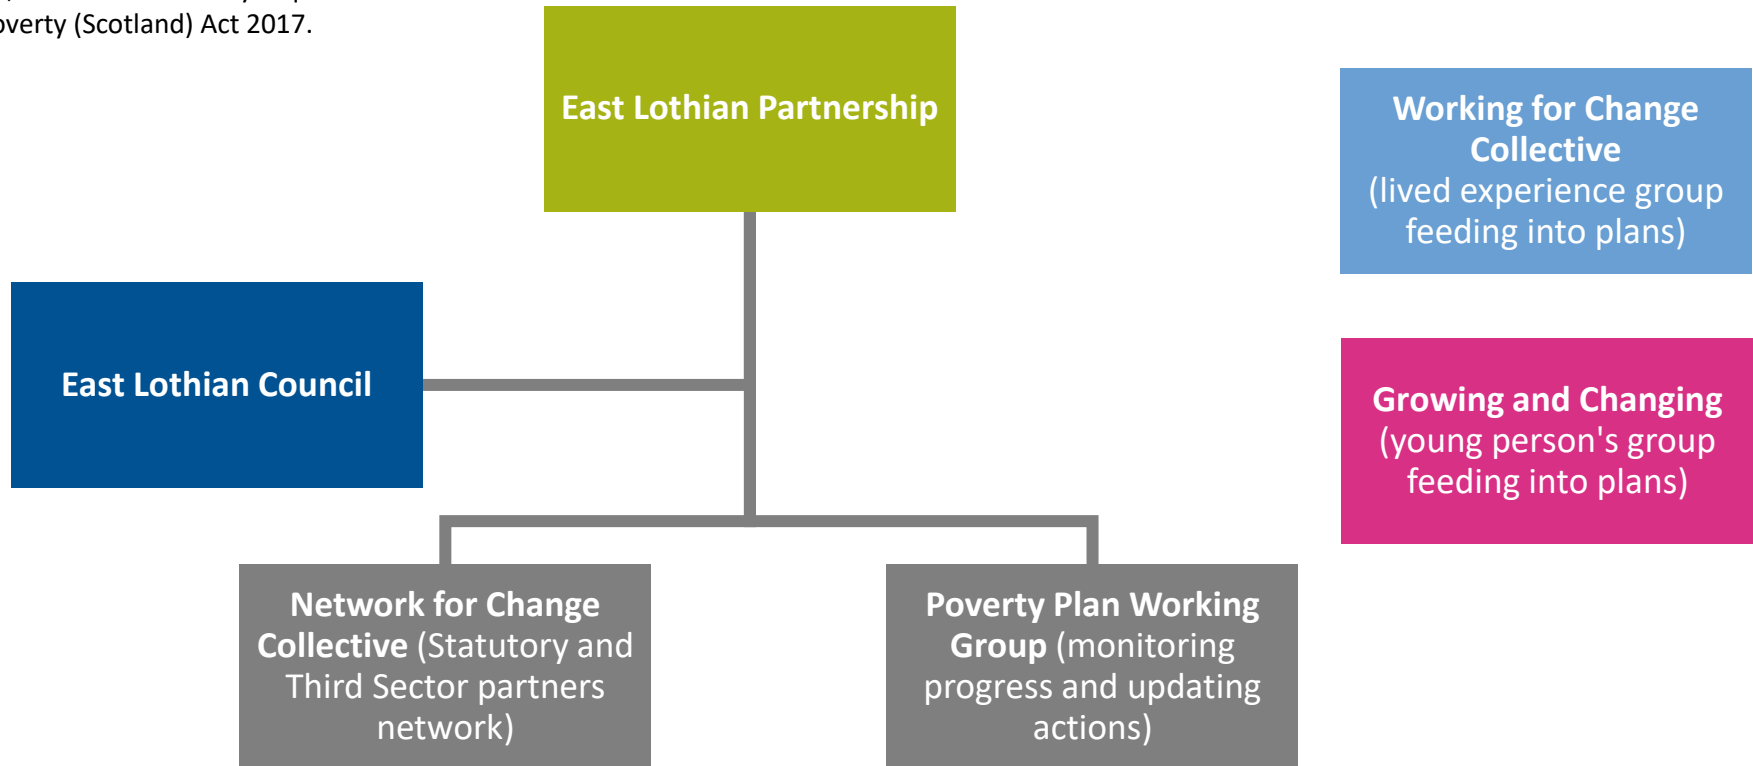 (Scotland) Act 2017.
East Lothian Partnership
Working for Change
Collective
(lived experience group
feeding into plans)
East Lothian Council
Growing and Changing
(young person's group
feeding into plans)
Network for Change
Collective (Statutory and
Third Sector partners
network)
Poverty Plan Working
Group (monitoring
progress and updating
actions)